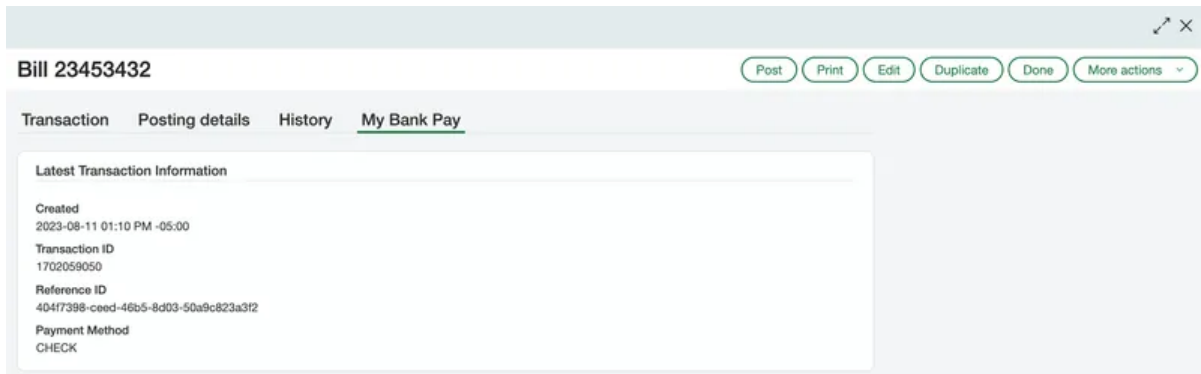 Bill 23453432
Post Print Edit Duplicate Done More actions
Transaction Posting details History My Bank Pay
Latest Transaction Information
Created
2023-08-11 01:10 PM -05:00
Transaction ID
1702059050
Reference ID
404f7398-ceed-46b5-8d03-50a9c823a3f2
Payment Method
CHECK